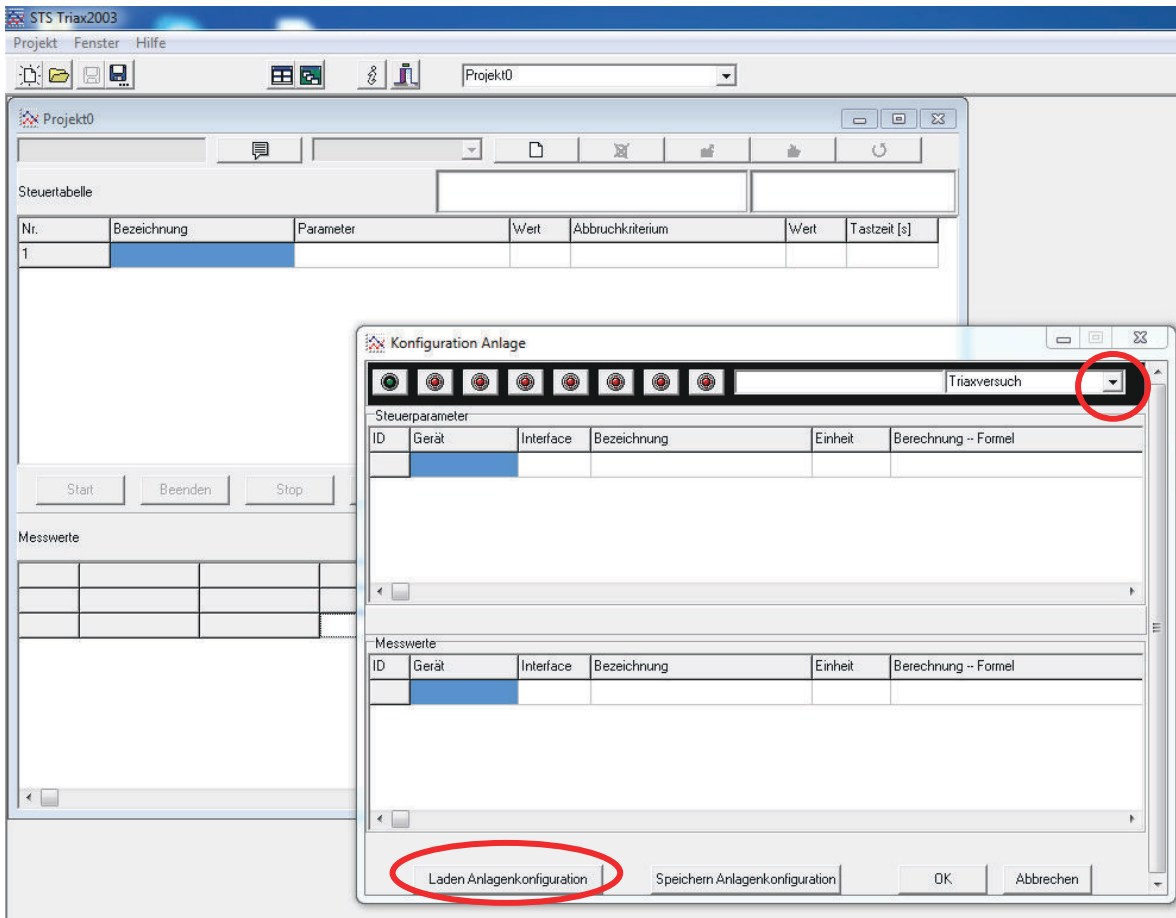 STS Triax2003
Projekt Fenster Hilfe
Projekt0
Projekt0
Steuertabelle
Nr. Bezeichnung Parameter Wert Abbruchkriterium Wert Tastzeit [s]
1
Start Beenden Stop
Messwerte
Konfiguration Anlage
Triaxversuch
Steuerparameter
ID Gerät Interface Bezeichnung Einheit Berechnung -- Formel
Messwerte
ID Gerät Interface Bezeichnung Einheit Berechnung -- Formel
Laden Anlagenkonfiguration Speichern Anlagenkonfiguration OK Abbrechen